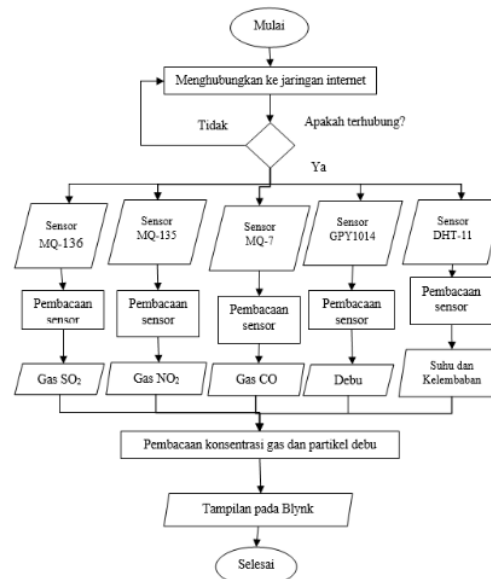 Mulai
Menghubungkan ke jaringan internet
Tidak
Apakah terhubung?
Ya
Sensor
MQ-136
Sensor
MQ-135
Sensor
MQ-7
Sensor
GPY1014
Sensor
DHT-11
Pembacaan
sensor
Pembacaan
sensor
Pembacaan
sensor
Pembacaan
sensor
Pembacaan
sensor
Gas SO₂
Gas NO₂
Gas CO
Debu
Suhu dan
Kelembaban
Pembacaan konsentrasi gas dan partikel debu
Tampilan pada Blynk
Selesai